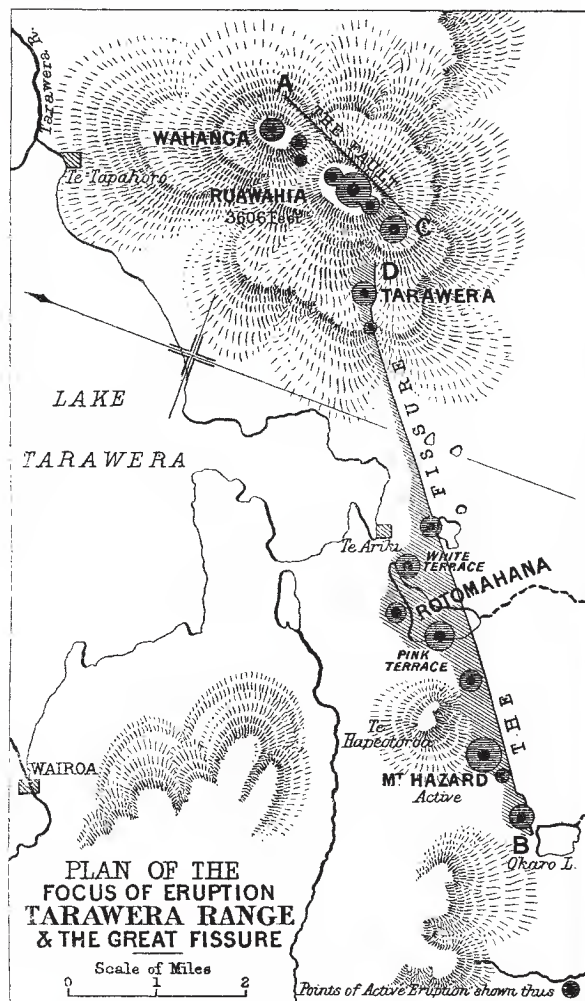 Tarawera R.
A
THE FAULT
WAHANGA
Te Tapahoro
RUAWAHIA
3606 feet
C
D
TARAWERA
LAKE
TARAWERA
THE FISSURE
Te Ariki
WHITE
TERRACE
ROTOMAHANA
PINK
TERRACE
Te
Hapeotoroa
WAIROA
MT HAZARD
Active
B
Okaro L.
PLAN OF THE
FOCUS OF ERUPTION
TARAWERA RANGE
& THE GREAT FISSURE
Scale of Miles
0 1 2
Points of Active Eruption shown thus